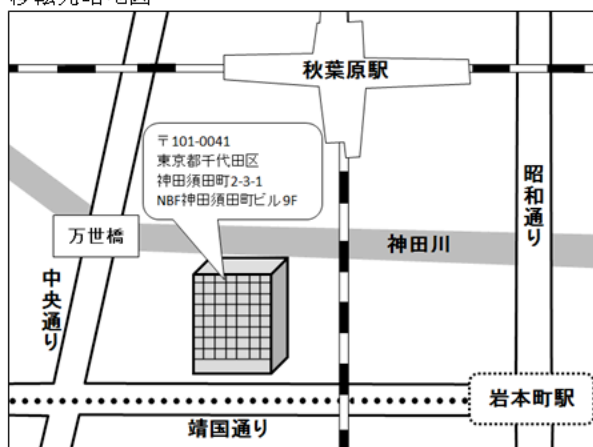 移転先略地図
秋葉原駅
〒101-0041
東京都千代田区
神田須田町2-3-1
NBF神田須田町ビル9F
昭和通り
万世橋
神田川
中央通り
岩本町駅
靖国通り